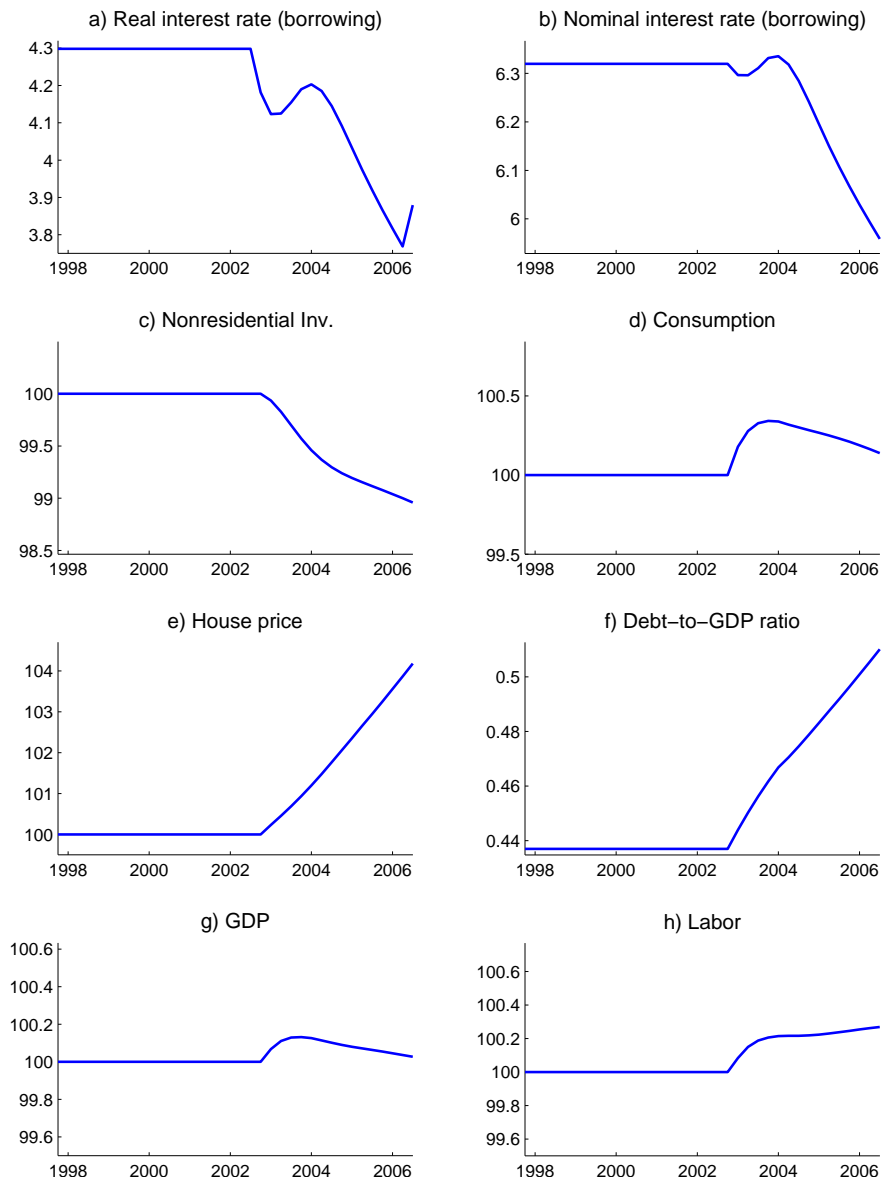 a) Real interest rate (borrowing)
4.3
4.2
4.1
4
3.9
3.8
1998 2000 2002 2004 2006
b) Nominal interest rate (borrowing)
6.3
6.2
6.1
6
1998 2000 2002 2004 2006
c) Nonresidential Inv.
100
99.5
99
98.5
1998 2000 2002 2004 2006
d) Consumption
100.5
100
99.5
1998 2000 2002 2004 2006
e) House price
104
103
102
101
100
1998 2000 2002 2004 2006
f) Debt−to−GDP ratio
0.5
0.48
0.46
0.44
1998 2000 2002 2004 2006
g) GDP
100.6
100.4
100.2
100
99.8
99.6
1998 2000 2002 2004 2006
h) Labor
100.6
100.4
100.2
100
99.8
99.6
1998 2000 2002 2004 2006